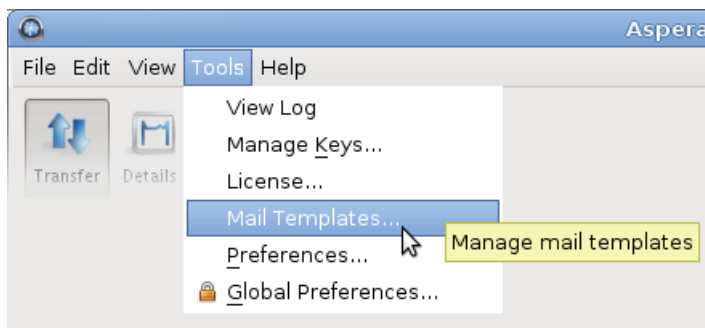 Aspera
File Edit View Tools Help
View Log
Manage Keys...
License...
Mail Templates...
Preferences...
Global Preferences...
Transfer Details
Manage mail templates